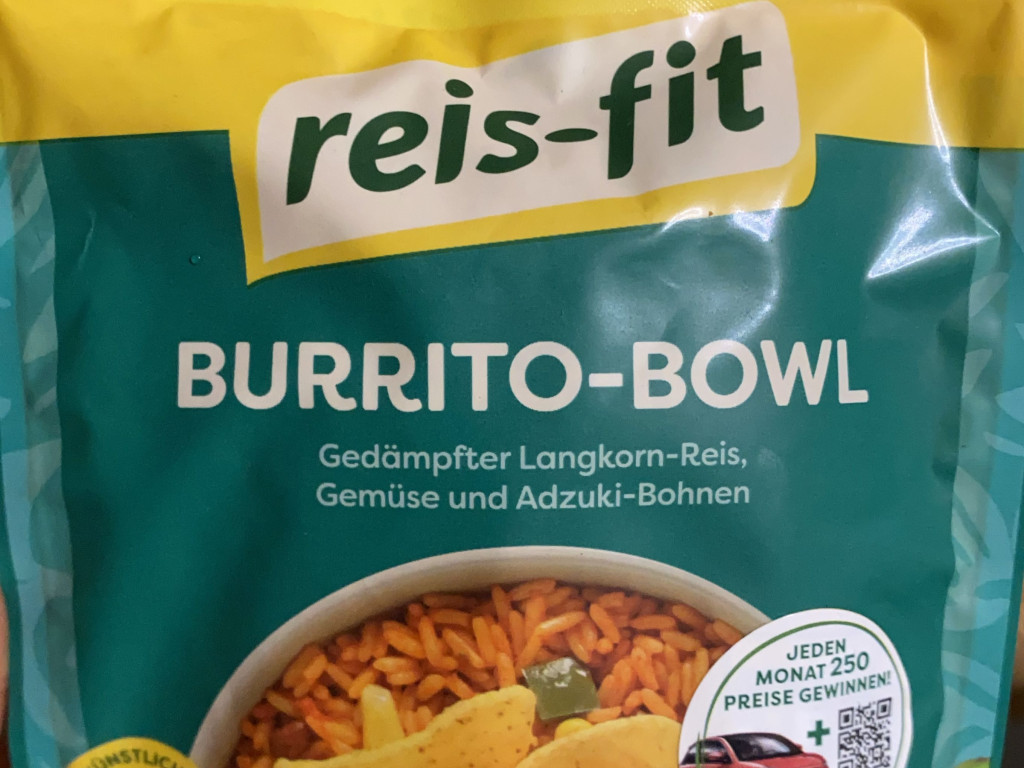 reis-fit
BURRITO-BOWL
Gedämpfter Langkorn-Reis,
Gemüse und Adzuki-Bohnen
JEDEN
MONAT 250
PREISE GEWINNEN!
+